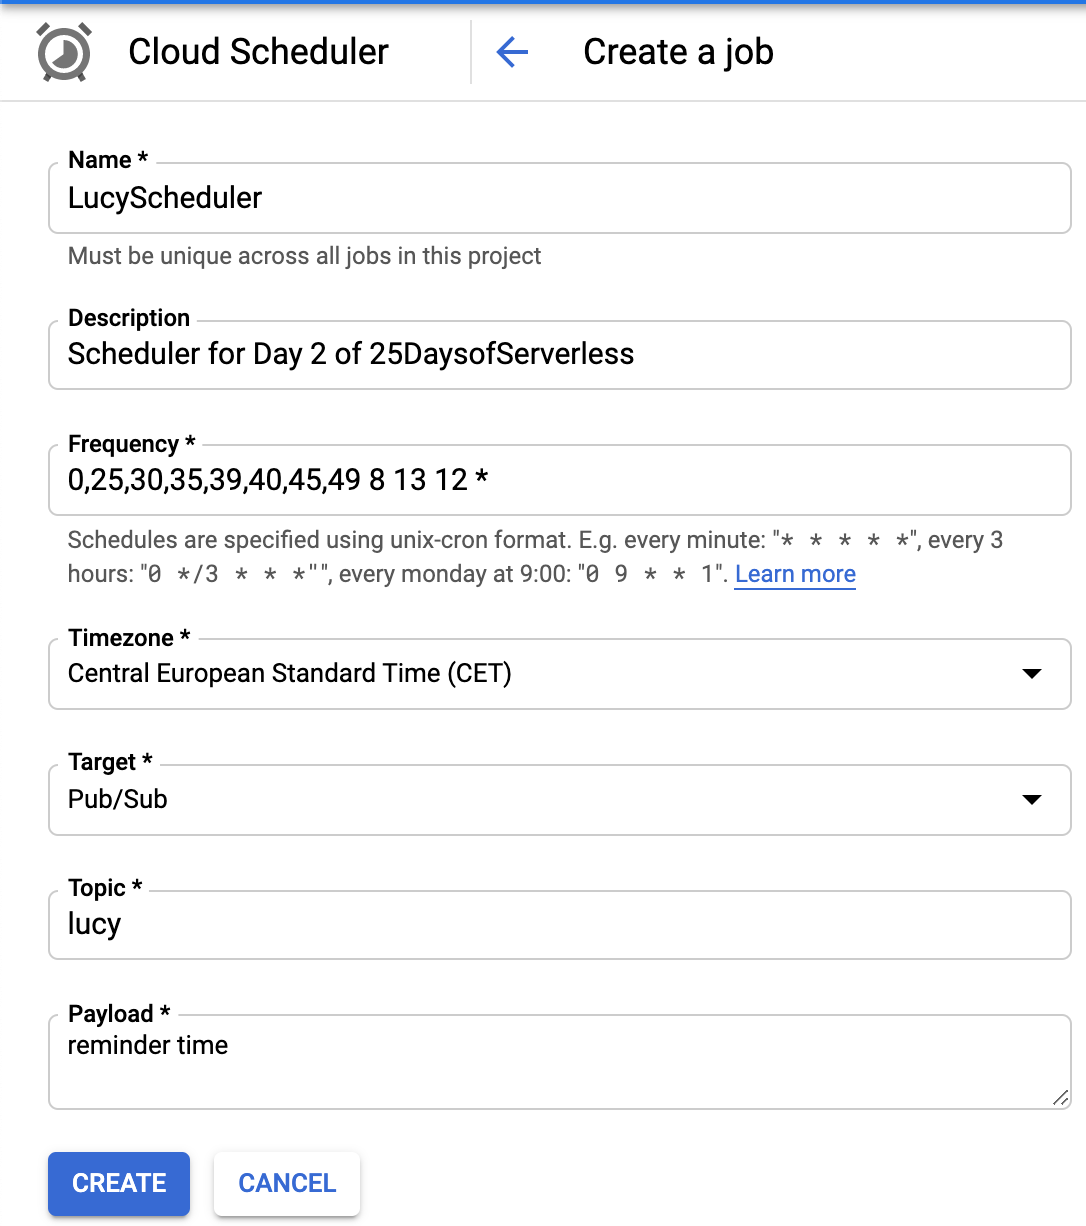 Cloud Scheduler
Create a job
Name *
LucyScheduler
Must be unique across all jobs in this project
Description
Scheduler for Day 2 of 25DaysofServerless
Frequency *
0,25,30,35,39,40,45,49 8 13 12 *
Schedules are specified using unix-cron format. E.g. every minute: "* * * * *", every 3
hours: "0 */3 * * *"", every monday at 9:00: "0 9 * * 1". Learn more
Timezone *
Central European Standard Time (CET)
Target *
Pub/Sub
Topic *
lucy
Payload *
reminder time
CREATE
CANCEL